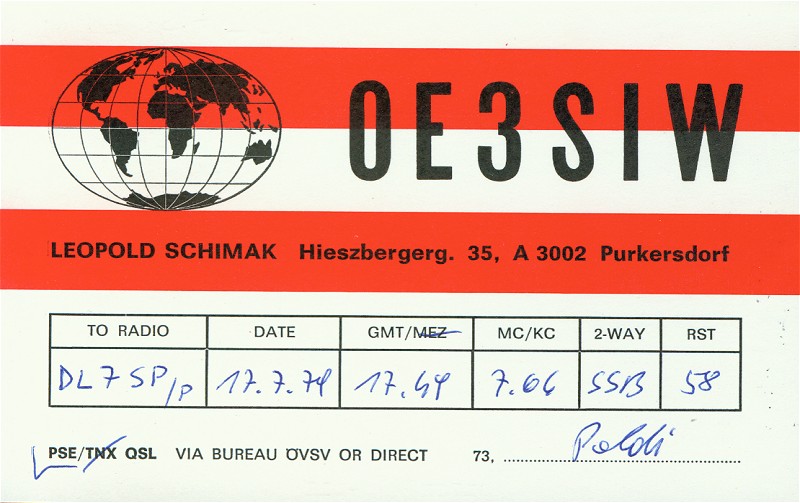 OE3SIW
LEOPOLD SCHIMAK Hieszbergerg. 35, A 3002 Purkersdorf
TO RADIO DATE GMT/MEZ MC/KC 2-WAY RST
DL7SP/P 17.7.74 17.44 7.06 SSB 58
PSE/TNX QSL VIA BUREAU ÖVSV OR DIRECT 73, Poldi